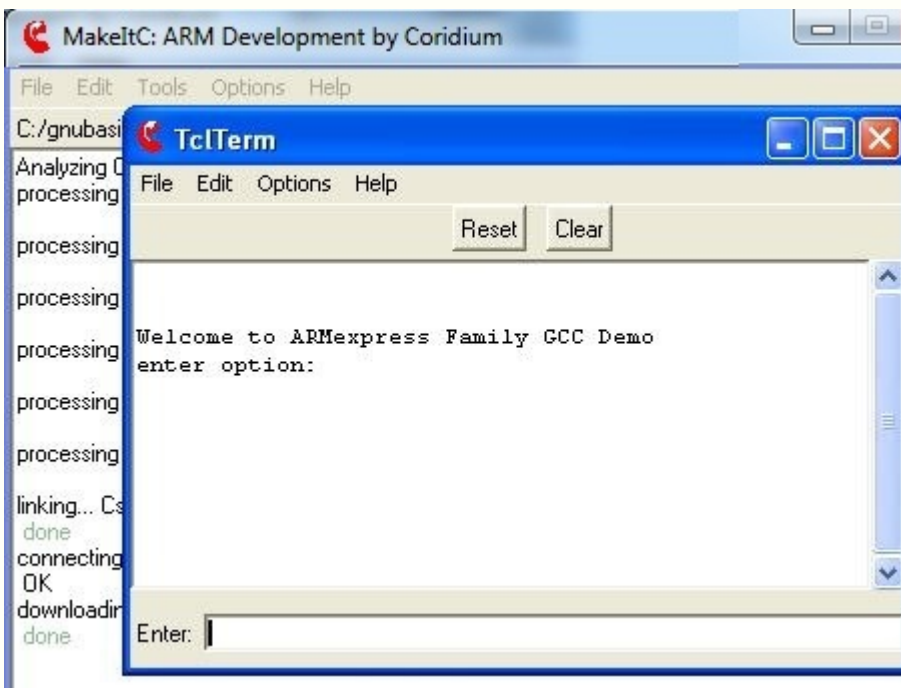 MakeItC: ARM Development by Coridium
File Edit Tools Options Help
C:/gnubasi
TclTerm
File Edit Options Help
Reset Clear
Analyzing C
processing
processing
processing
processing
processing
processing
linking... Cs
done
connecting
OK
downloadin
done
Welcome to ARMexpress Family GCC Demo
enter option:
Enter: